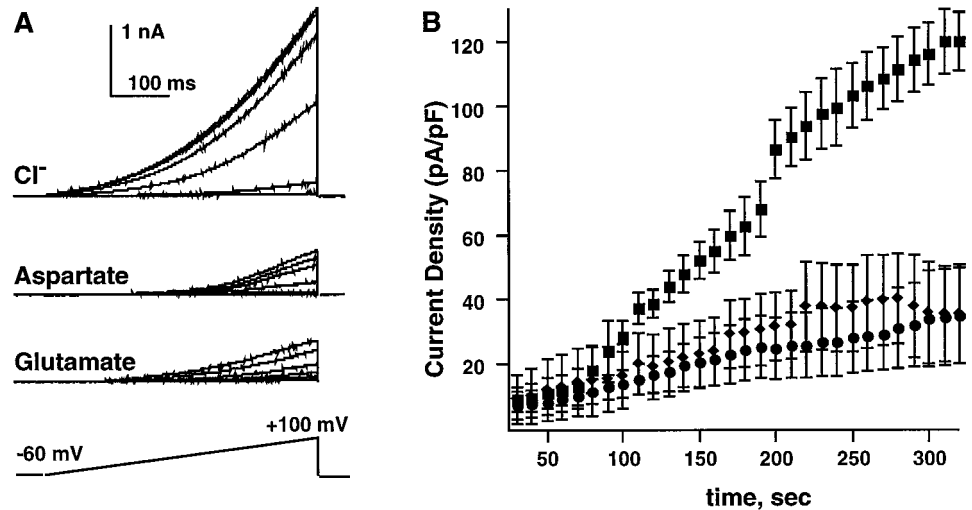 A
1 nA
100 ms
Cl⁻
Aspartate
Glutamate
+100 mV
-60 mV
B
Current Density (pA/pF)
120
100
80
60
40
20
50
100
150
200
250
300
time, sec